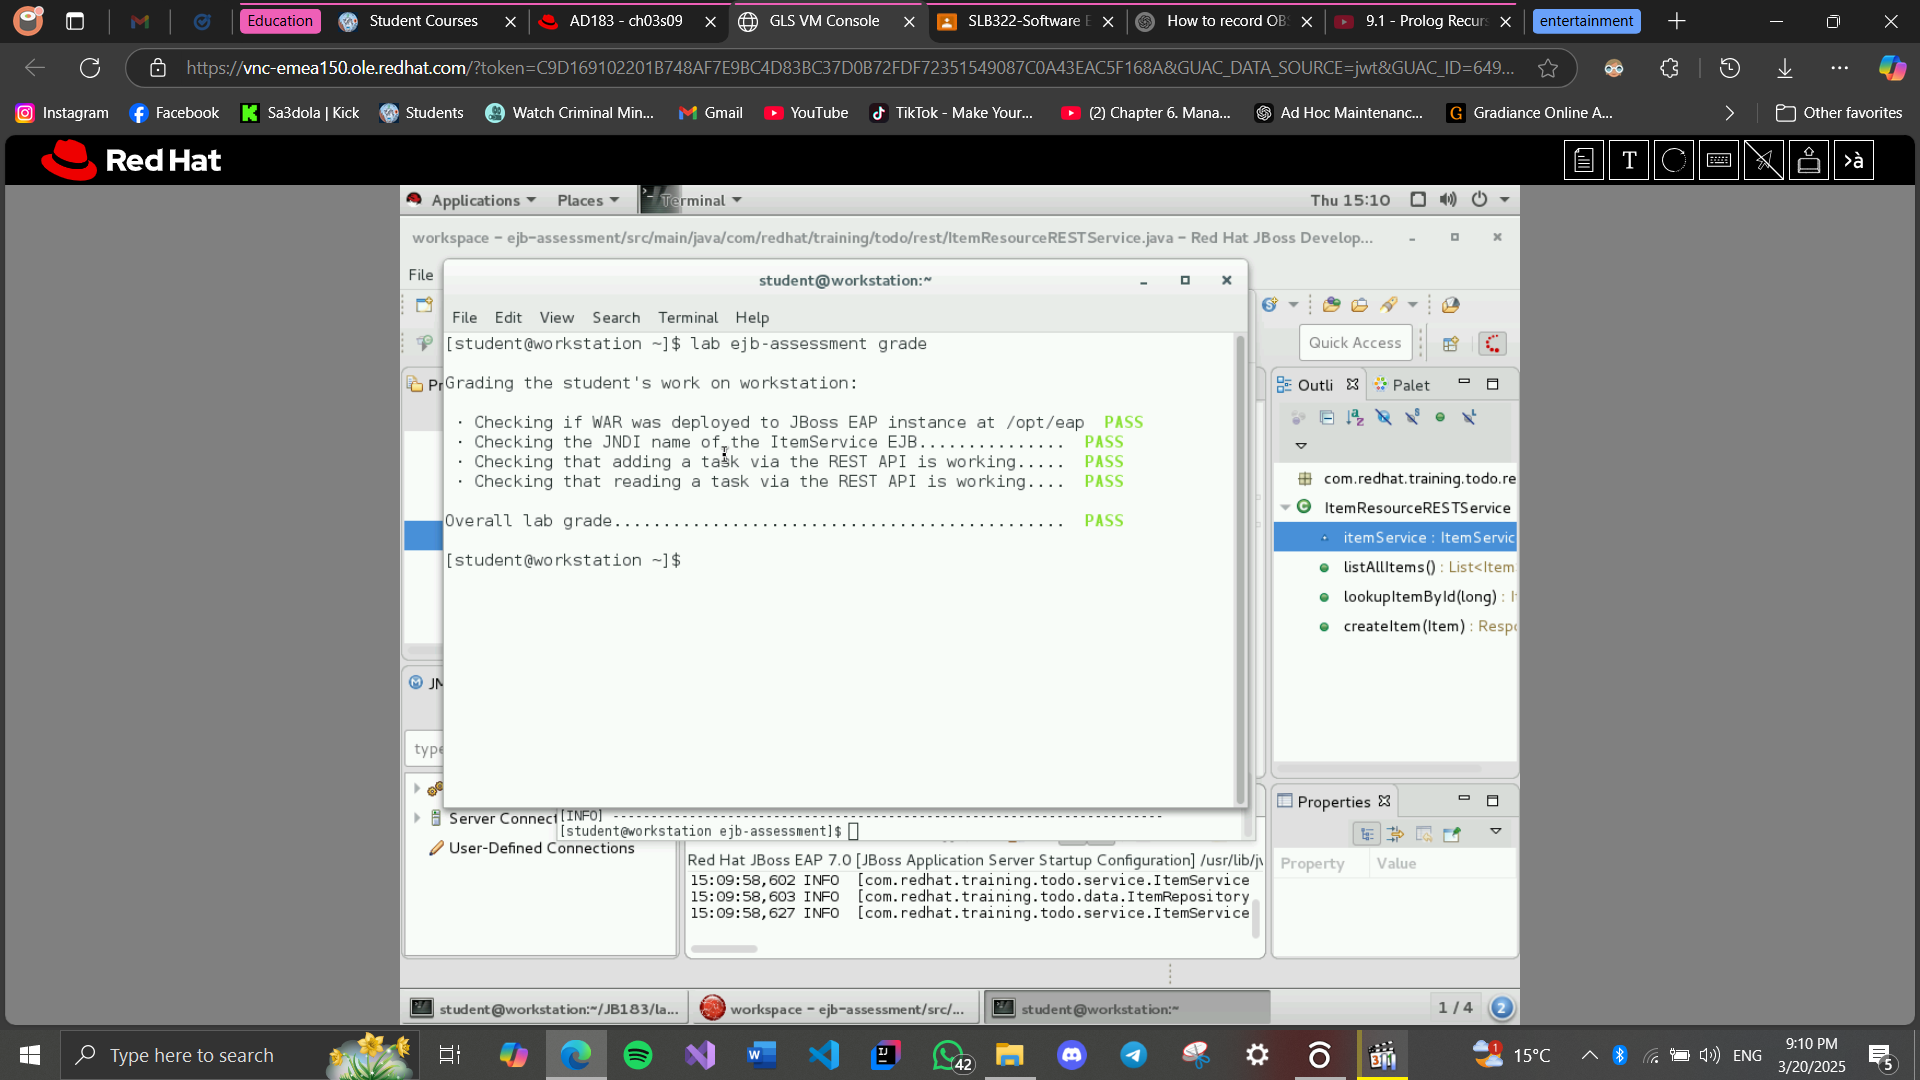 Education
Student Courses
AD183 - ch03s09
GLS VM Console
SLB322-Software E
How to record OBS
9.1 - Prolog Recurs
entertainment
https://vnc-emea150.ole.redhat.com/?token=C9D169102201B748AF7E9BC4D83BC37D0B72FDF72351549087C0A43EAC5F168A&GUAC_DATA_SOURCE=jwt&GUAC_ID=649...
Instagram
Facebook
Sa3dola | Kick
Students
Watch Criminal Min...
Gmail
YouTube
TikTok - Make Your...
(2) Chapter 6. Mana...
Ad Hoc Maintenanc...
Gradiance Online A...
Other favorites
Red Hat
Applications
Places
Terminal
Thu 15:10
workspace - ejb-assessment/src/main/java/com/redhat/training/todo/rest/ItemResourceRESTService.java - Red Hat JBoss Develop...
File
student@workstation:~
File Edit View Search Terminal Help
Quick Access
[student@workstation ~]$ lab ejb-assessment grade
Grading the student's work on workstation:
· Checking if WAR was deployed to JBoss EAP instance at /opt/eap PASS
· Checking the JNDI name of the ItemService EJB............... PASS
· Checking that adding a task via the REST API is working..... PASS
· Checking that reading a task via the REST API is working.... PASS
Overall lab grade.............................................. PASS
[student@workstation ~]$
Pr
Outli
Palet
com.redhat.training.todo.re
ItemResourceRESTService
itemService : ItemServic
listAllItems() : List<Item
lookupItemById(long) : It
createItem(Item) : Respo
JM
type
Server Connect
User-Defined Connections
[INFO] ------------------------------------------------------------------------
[student@workstation ejb-assessment]$
Red Hat JBoss EAP 7.0 [JBoss Application Server Startup Configuration] /usr/lib/jv
15:09:58,602 INFO [com.redhat.training.todo.service.ItemService
15:09:58,603 INFO [com.redhat.training.todo.data.ItemRepository
15:09:58,627 INFO [com.redhat.training.todo.service.ItemService
Properties
Property
Value
student@workstation:~/JB183/la...
workspace - ejb-assessment/src/...
student@workstation:~
1 / 4
2
Type here to search
42
1
15°C
ENG
9:10 PM
3/20/2025
5